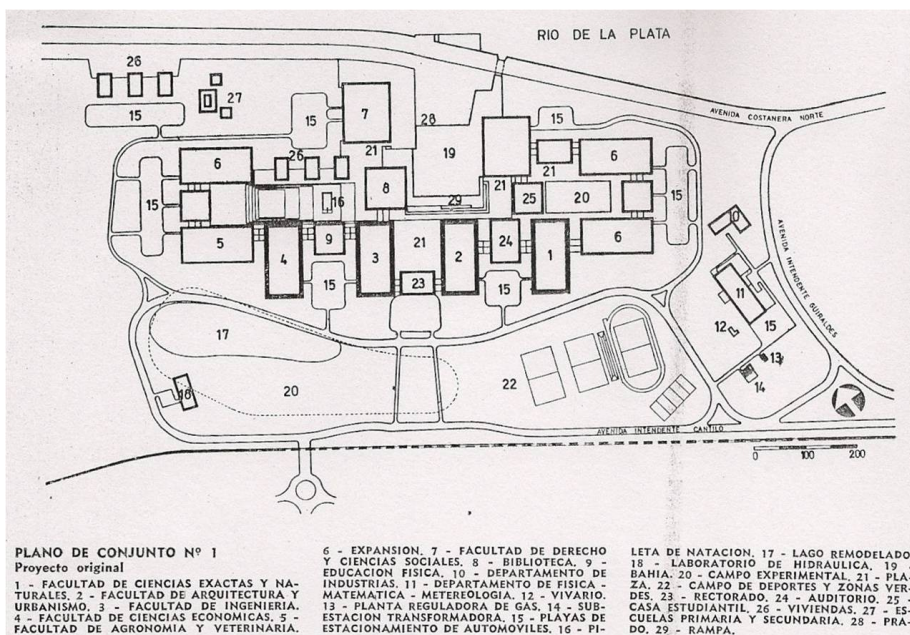 RIO DE LA PLATA
AVENIDA COSTANERA NORTE
26
15
27
15
7
28
15
21
19
6
26
21
21
6
8
16
25
20
15
15
29
5
4
9
3
21
2
24
1
6
23
15
15
AVENIDA INTENDENTE GUIRALDES
11
12
15
13
14
17
18
20
22
AVENIDA INTENDENTE CANTILO
0 100 200
PLANO DE CONJUNTO Nº 1
Proyecto original
1 - FACULTAD DE CIENCIAS EXACTAS Y NA-
TURALES. 2 - FACULTAD DE ARQUITECTURA Y
URBANISMO. 3 - FACULTAD DE INGENIERIA.
4 - FACULTAD DE CIENCIAS ECONOMICAS. 5 -
FACULTAD DE AGRONOMIA Y VETERINARIA.
6 - EXPANSION. 7 - FACULTAD DE DERECHO
Y CIENCIAS SOCIALES. 8 - BIBLIOTECA. 9 -
EDUCACION FISICA. 10 - DEPARTAMENTO DE
INDUSTRIAS. 11 - DEPARTAMENTO DE FISICA -
MATEMATICA - METEREOLOGIA. 12 - VIVARIO.
13 - PLANTA REGULADORA DE GAS. 14 - SUB-
ESTACION TRANSFORMADORA. 15 - PLAYAS DE
ESTACIONAMIENTO DE AUTOMOVILES. 16 - PI-
LETA DE NATACION. 17 - LAGO REMODELADO
18 - LABORATORIO DE HIDRAULICA. 19 -
BAHIA. 20 - CAMPO EXPERIMENTAL. 21 - PLA-
ZA. 22 - CAMPO DE DEPORTES Y ZONAS VER-
DES. 23 - RECTORADO. 24 - AUDITORIO. 25 -
CASA ESTUDIANTIL. 26 - VIVIENDAS. 27 - ES-
CUELAS PRIMARIA Y SECUNDARIA. 28 - PRA-
DO. 29 - RAMPA.